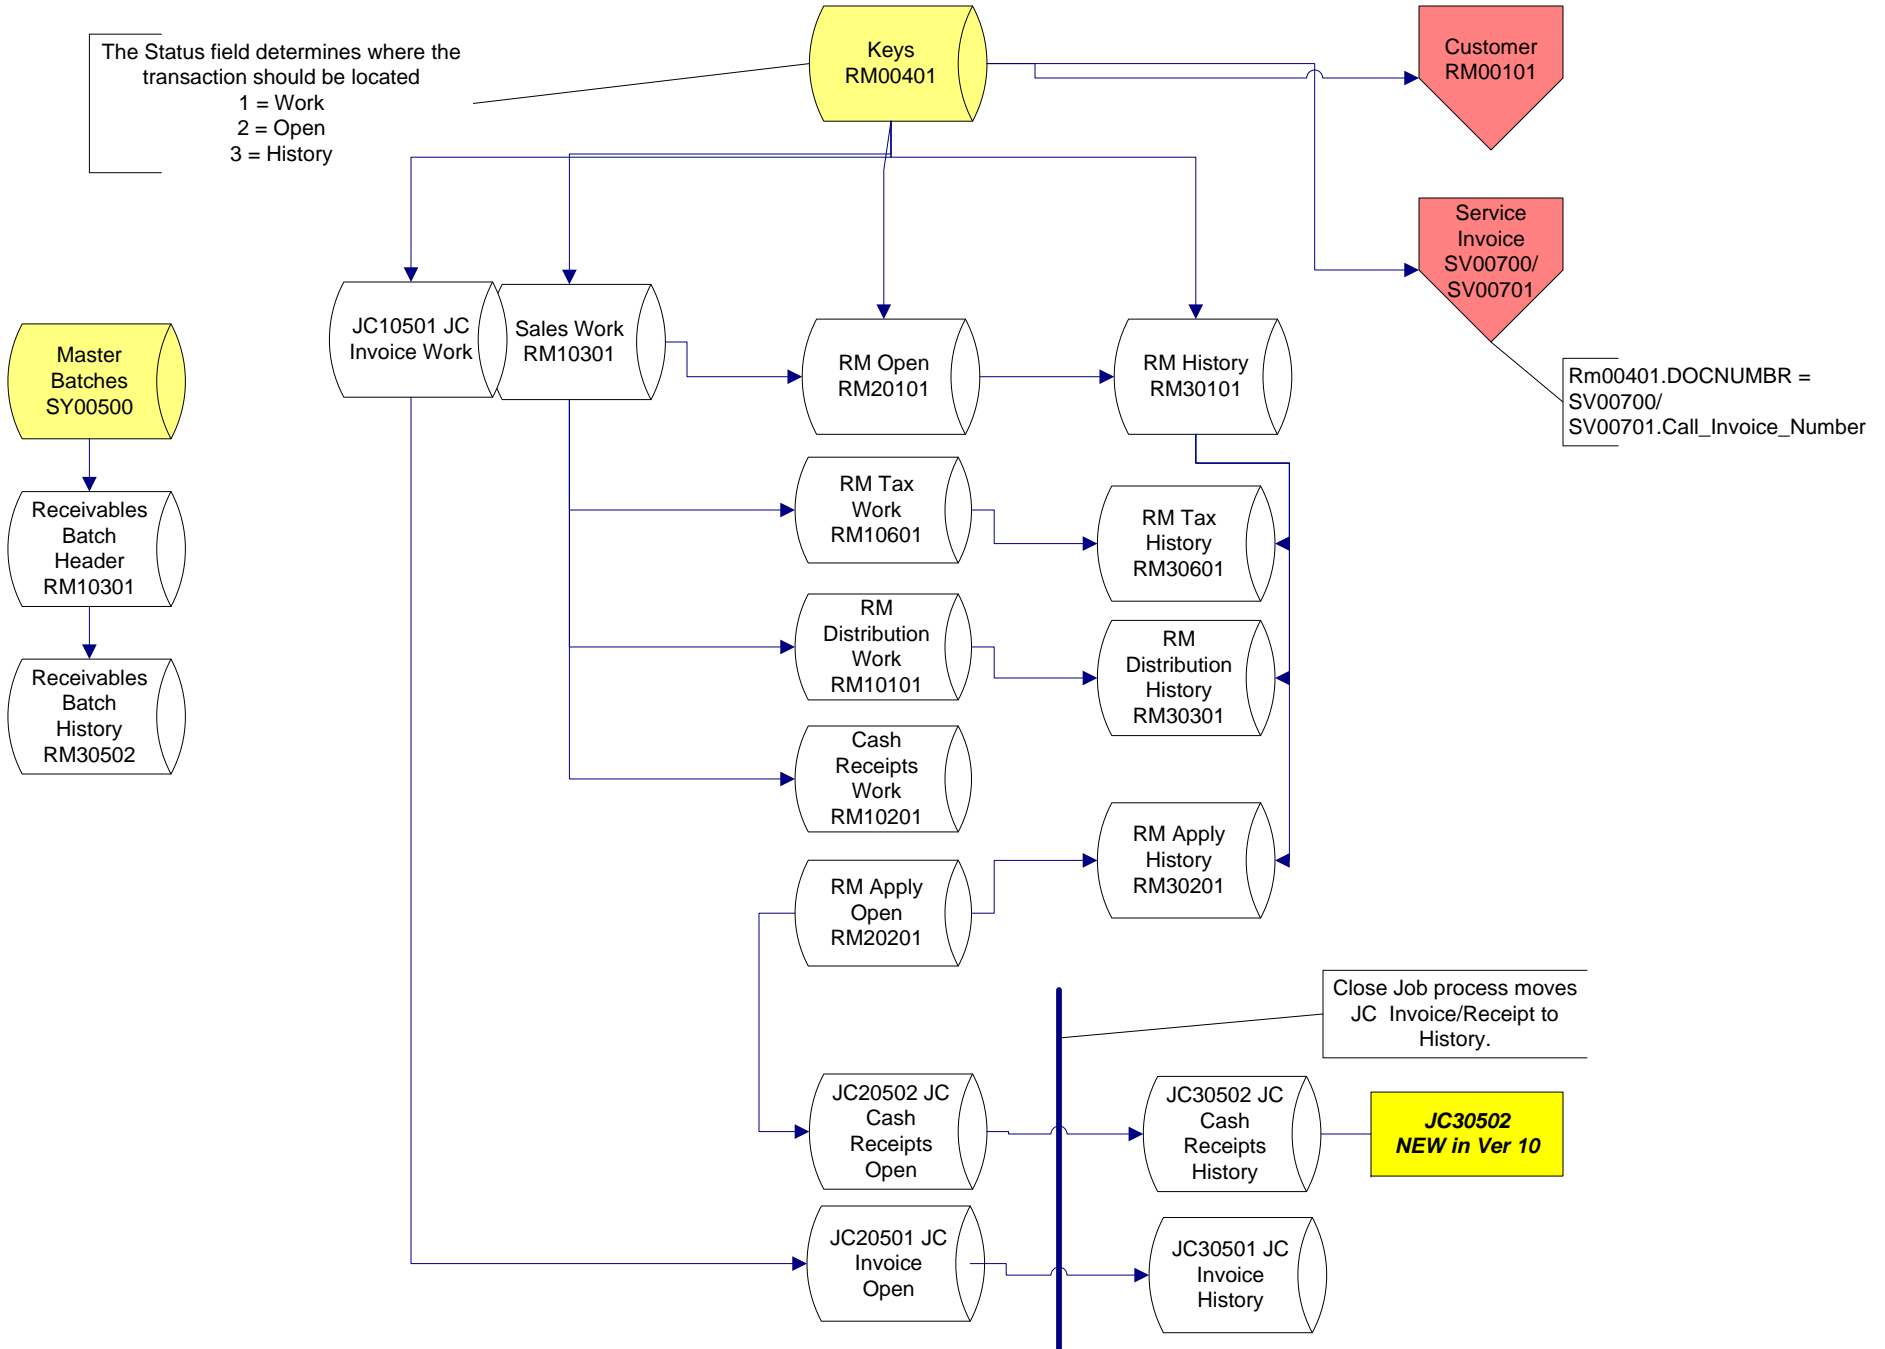 The Status field determines where the
transaction should be located
1 = Work
2 = Open
3 = History
Keys
RM00401
Customer
RM00101
Service
Invoice
SV00700/
SV00701
Rm00401.DOCNUMBR =
SV00700/
SV00701.Call_Invoice_Number
Master
Batches
SY00500
Receivables
Batch
Header
RM10301
Receivables
Batch
History
RM30502
JC10501 JC
Invoice Work
Sales Work
RM10301
RM Open
RM20101
RM History
RM30101
RM Tax
Work
RM10601
RM Tax
History
RM30601
RM
Distribution
Work
RM10101
RM
Distribution
History
RM30301
Cash
Receipts
Work
RM10201
RM Apply
Open
RM20201
RM Apply
History
RM30201
Close Job process moves
JC  Invoice/Receipt to
History.
JC20502 JC
Cash
Receipts
Open
JC30502 JC
Cash
Receipts
History
JC30502
NEW in Ver 10
JC20501 JC
Invoice
Open
JC30501 JC
Invoice
History